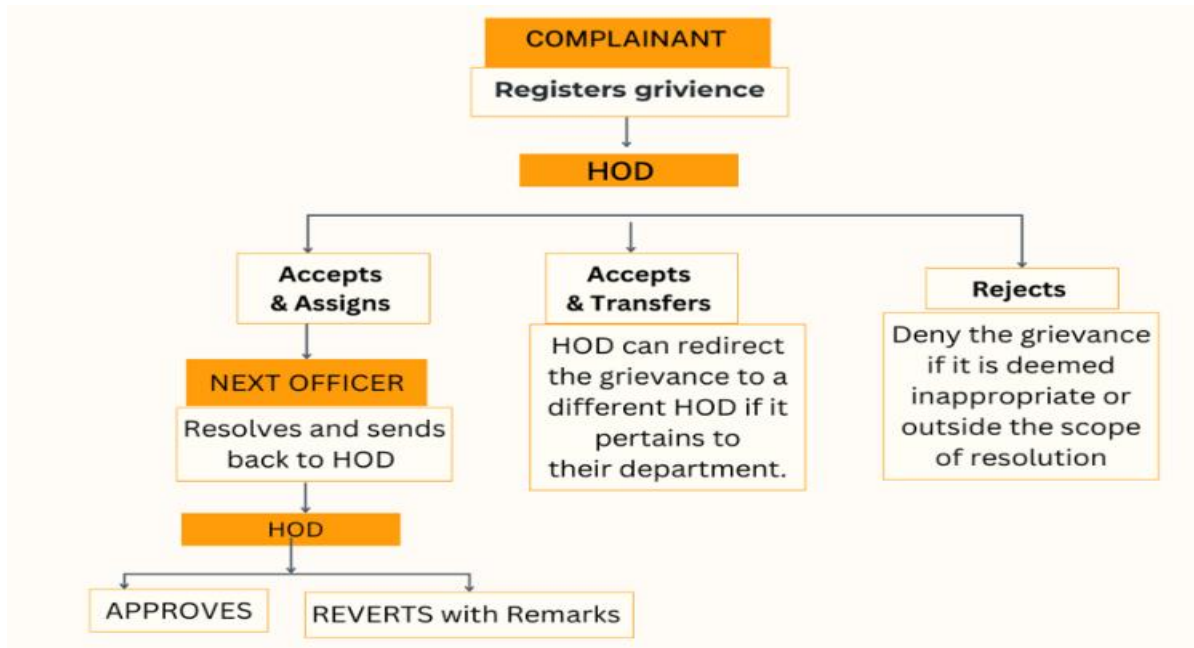 COMPLAINANT
Registers grivience
HOD
Accepts
& Assigns
NEXT OFFICER
Resolves and sends
back to HOD
HOD
APPROVES
REVERTS with Remarks
Accepts
& Transfers
HOD can redirect
the grievance to a
different HOD if it
pertains to
their department.
Rejects
Deny the grievance
if it is deemed
inappropriate or
outside the scope
of resolution